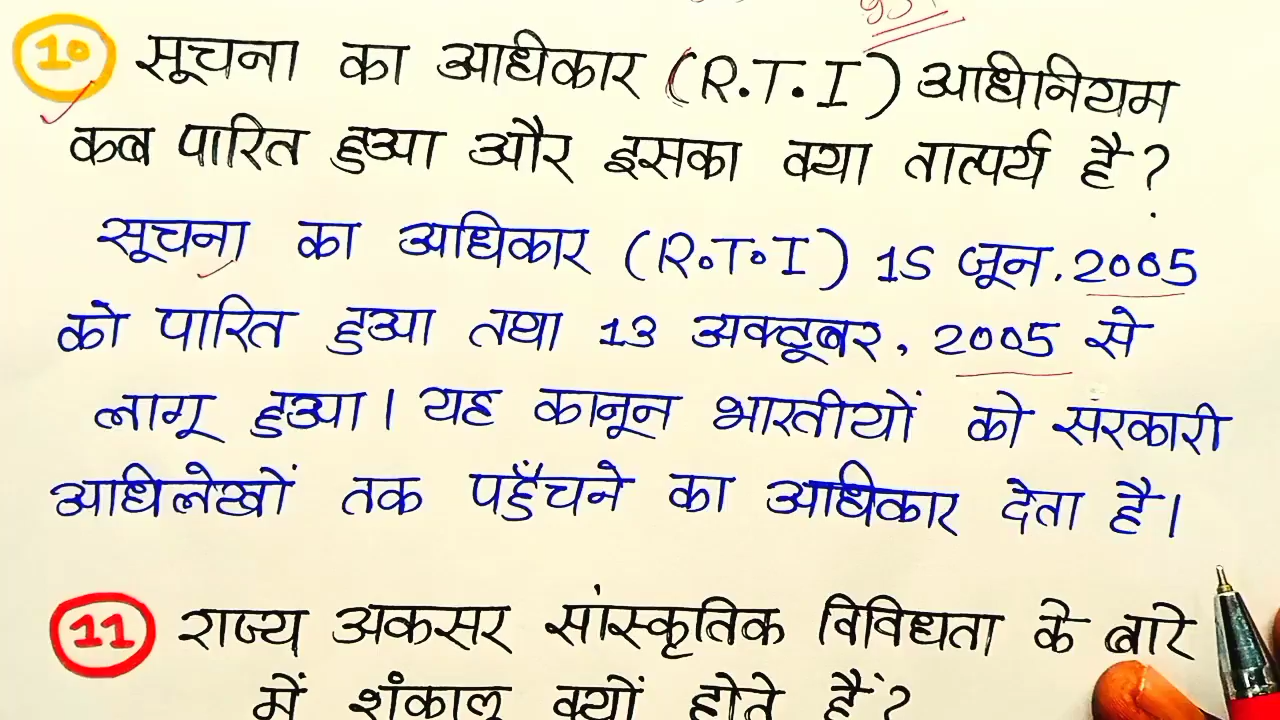 10 सूचना का अधिकार (R.T.I) अधिनियम
कब पारित हुआ और इसका क्या तात्पर्य है?
सूचना का अधिकार (R.T.I) 15 जून, 2005
को पारित हुआ तथा 13 अक्टूबर, 2005 से
लागू हुआ। यह कानून भारतीयों को सरकारी
अभिलेखों तक पहुँचने का अधिकार देता है।
11 राज्य अकसर सांस्कृतिक विविधता के बारे
में शंकालु क्यों होते हैं?